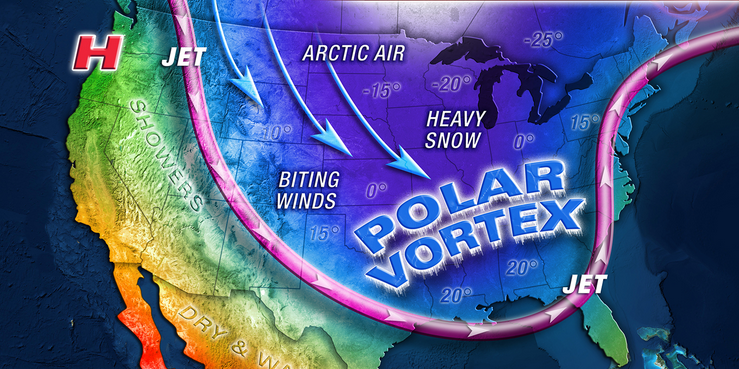 H
JET
ARCTIC AIR
-25°
-20°
-15°
HEAVY
SNOW
SHOWERS
10°
15°
0°
BITING
WINDS
0°
POLAR
VORTEX
15°
20°
JET
20°
DRY &